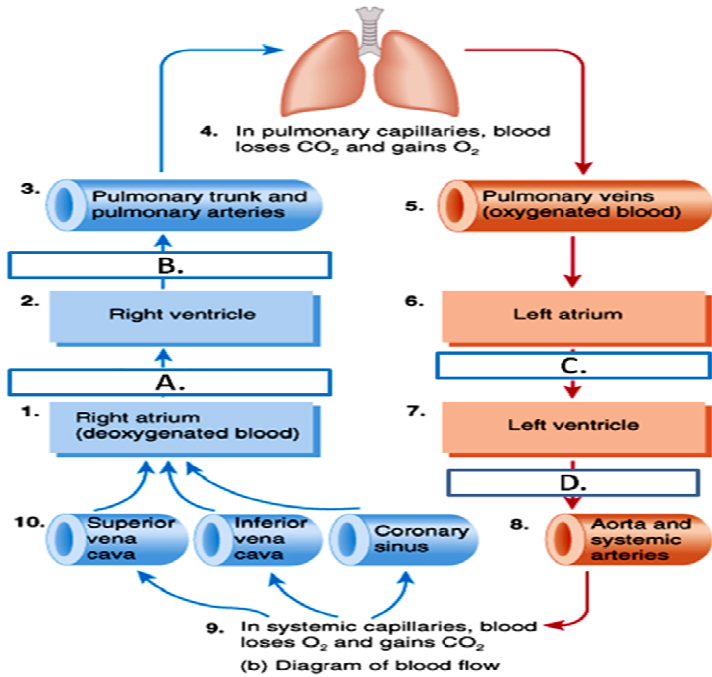 4. In pulmonary capillaries, blood
loses CO₂ and gains O₂
3. Pulmonary trunk and
pulmonary arteries
5. Pulmonary veins
(oxygenated blood)
B.
2. Right ventricle
6. Left atrium
A.
C.
1. Right atrium
(deoxygenated blood)
7. Left ventricle
D.
10. Superior
vena
cava
Inferior
vena
cava
Coronary
sinus
8. Aorta and
systemic
arteries
9. In systemic capillaries, blood
loses O₂ and gains CO₂
(b) Diagram of blood flow